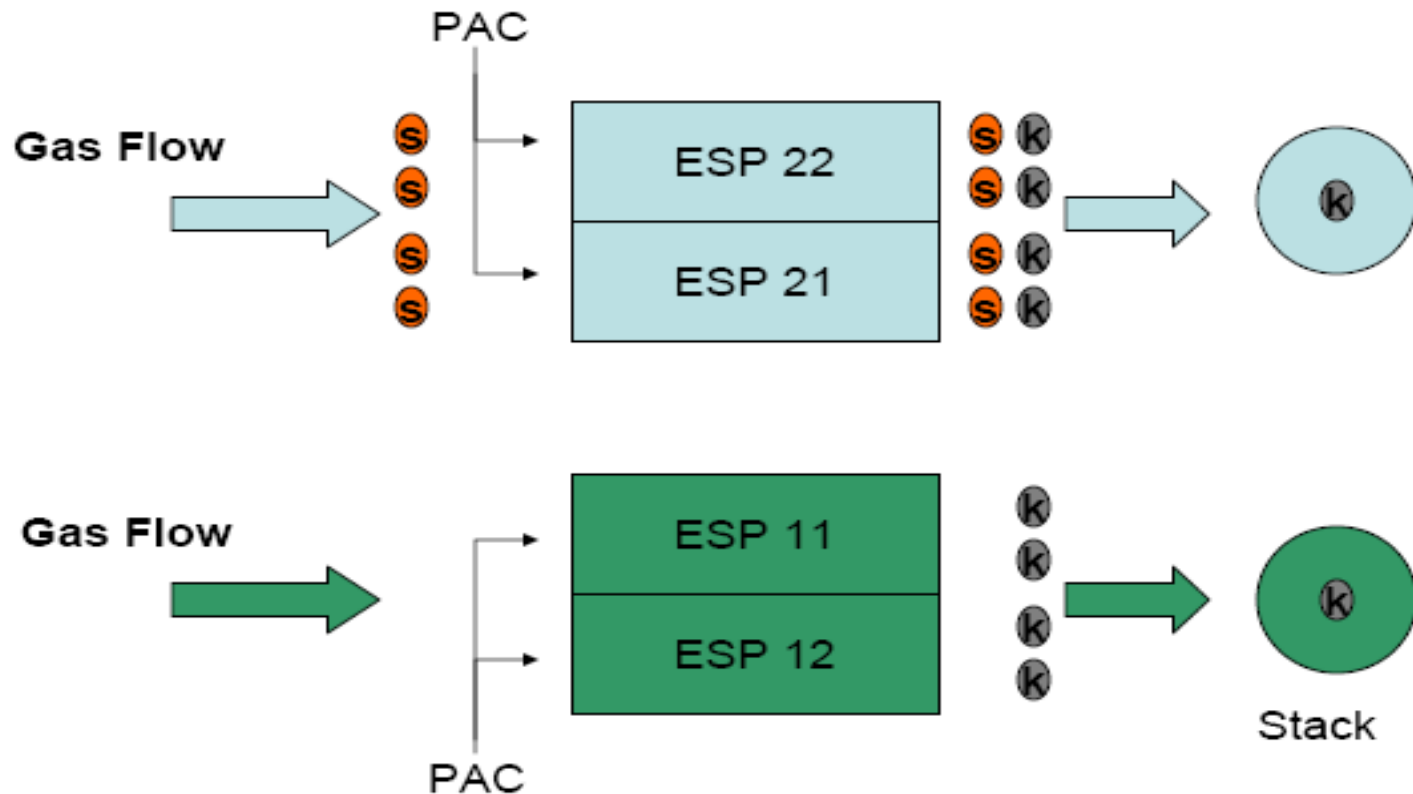 PAC
Gas Flow
s s k
ESP 22
s s k
k
s s k
ESP 21
s s k
k
Gas Flow
ESP 11
k
k
ESP 12
k
k
Stack
PAC